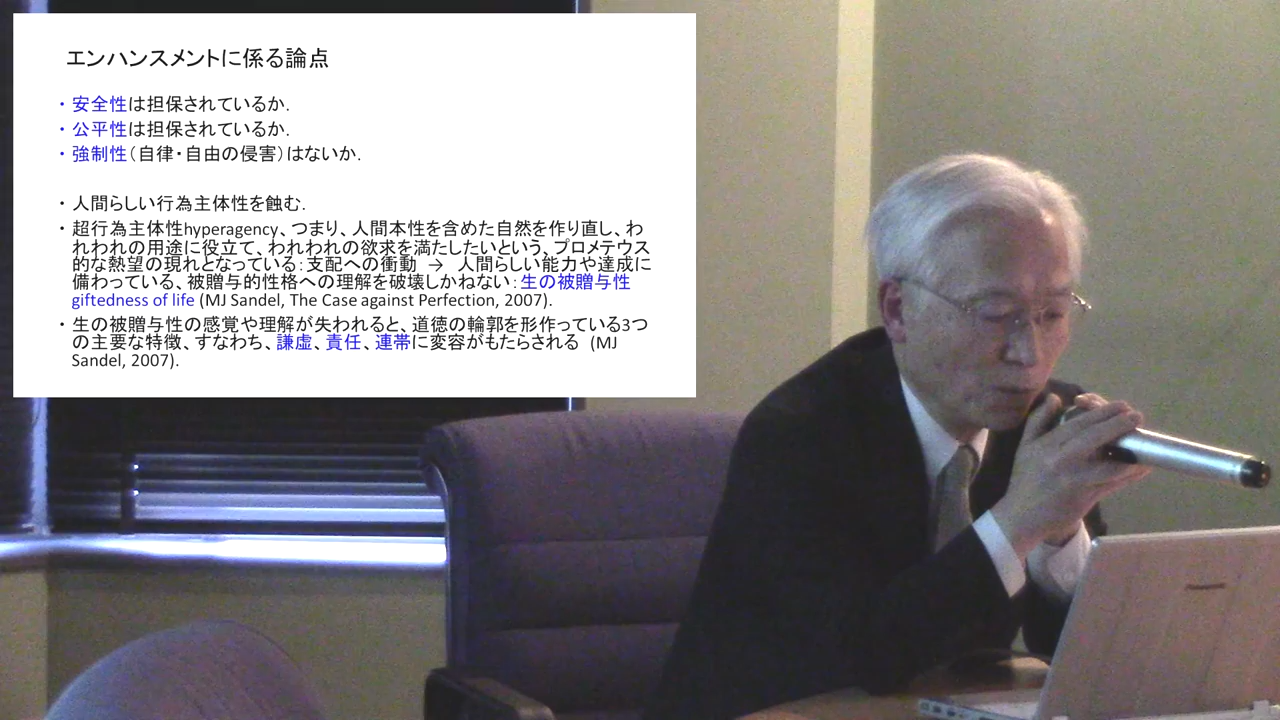 エンハンスメントに係る論点
・安全性は担保されているか.
・公平性は担保されているか.
・強制性（自律・自由の侵害）はないか.
・人間らしい行為主体性を蝕む.
・超行為主体性hyperagency、つまり、人間本性を含めた自然を作り直し、わ
れわれの用途に役立て、われわれの欲求を満たしたいという、プロメテウス
的な熱望の現れとなっている：支配への衝動 → 人間らしい能力や達成に
備わっている、被贈与的性格への理解を破壊しかねない：生の被贈与性
giftedness of life (MJ Sandel, The Case against Perfection, 2007).
・生の被贈与性の感覚や理解が失われると、道徳の輪郭を形作っている3つ
の主要な特徴、すなわち、謙虚、責任、連帯に変容がもたらされる (MJ
Sandel, 2007).